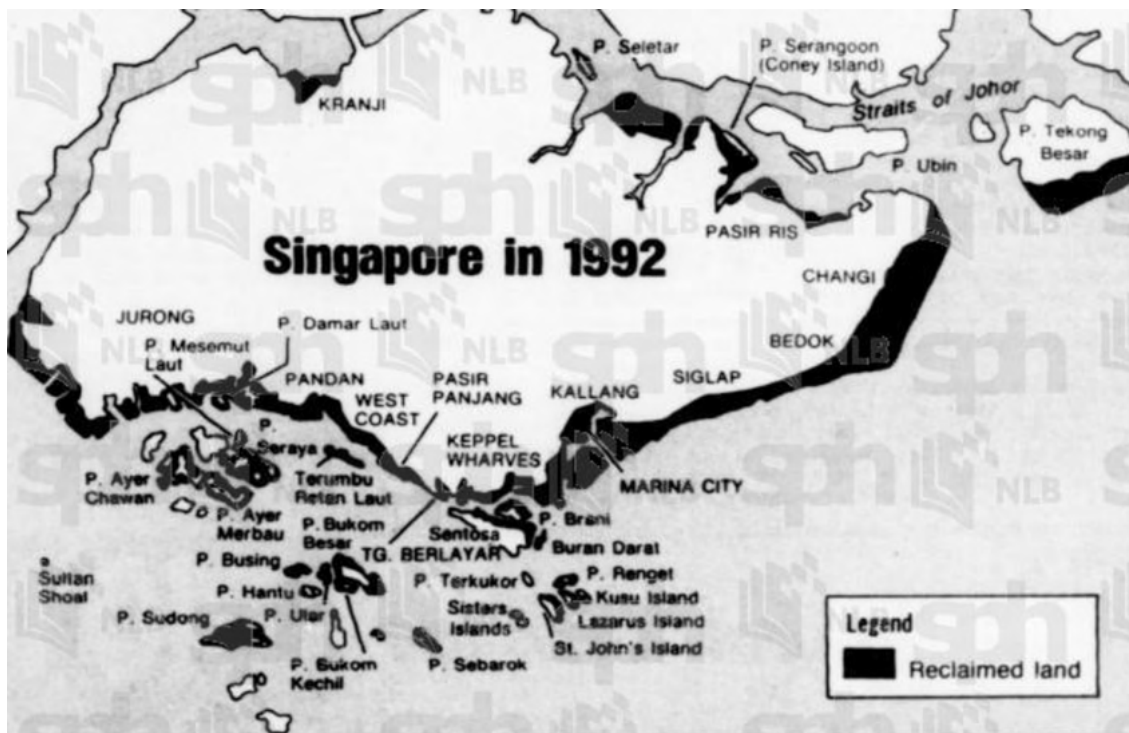 P. Seletar
P. Serangoon
(Coney Island)
KRANJI
Straits of Johor
P. Tekong
Besar
P. Ubin
PASIR RIS
Singapore in 1992
CHANGI
JURONG
P. Damar Laut
P. Mesemut
Laut
BEDOK
PANDAN
PASIR
PANJANG
SIGLAP
KALLANG
WEST
COAST
KEPPEL
WHARVES
P.
Seraya
P. Ayer
Chawan
Terumbu
Retan Laut
MARINA CITY
P. Ayer
Merbau
P. Bukom
Besar
Sentosa
P. Brani
TG. BERLAYAR
Buran Darat
P. Busing
Sultan
Shoal
P. Hantu
P. Terkukor
P. Renget
Kusu Island
P. Sudong
P. Ular
Sisters
Islands
Lazarus Island
St. John's Island
P. Bukom
Kechil
P. Sebarok
Legend
Reclaimed land
sph
NLB